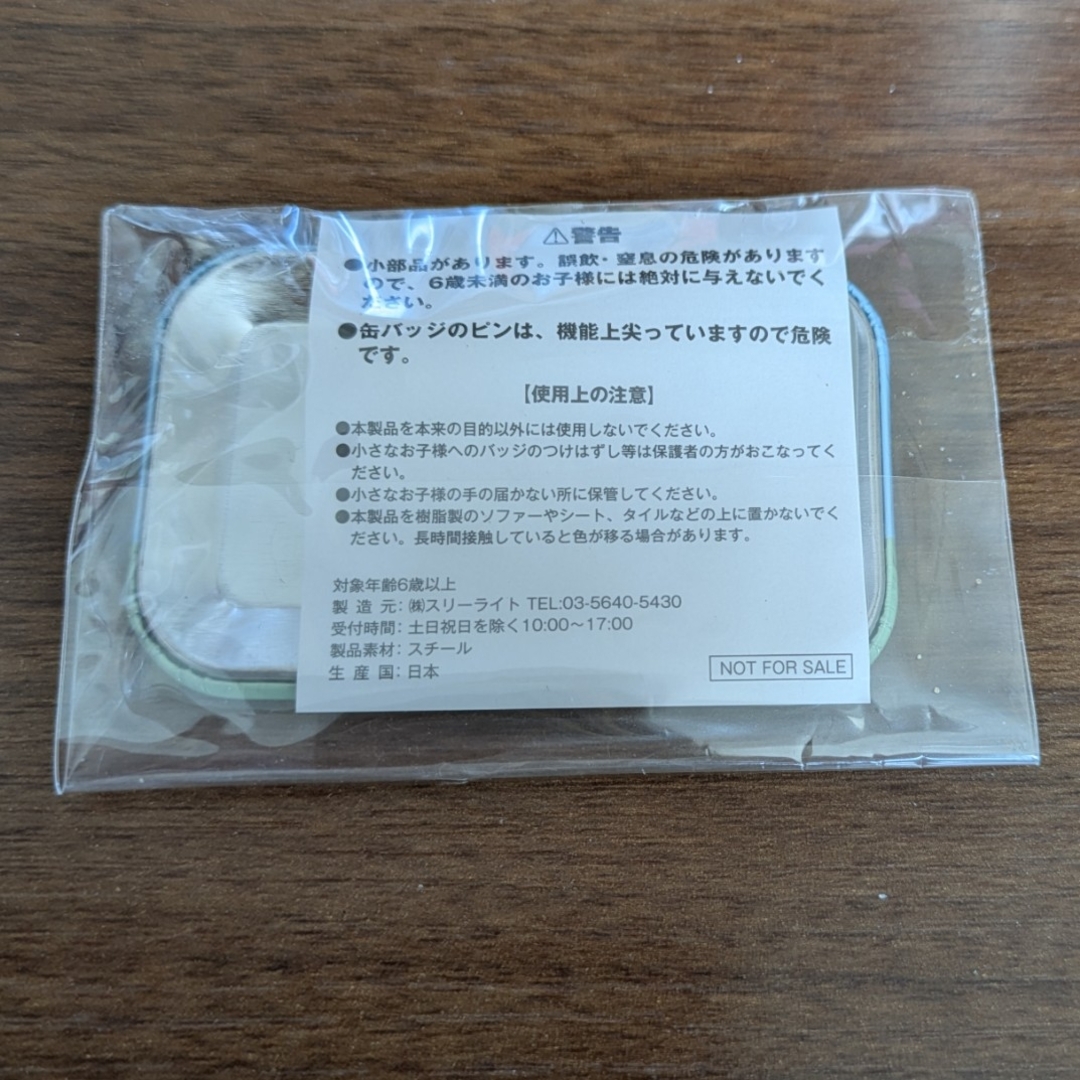 ⚠警告
●小部品があります。誤飲・窒息の危険があります
ので、6歳未満のお子様には絶対に与えないでく
ださい。
●缶バッジのピンは、機能上尖っていますので危険
です。
【使用上の注意】
●本製品を本来の目的以外には使用しないでください。
●小さなお子様へのバッジのつけはずし等は保護者の方がおこなってく
ださい。
●小さなお子様の手の届かない所に保管してください。
●本製品を樹脂製のソファーやシート、タイルなどの上に置かないでく
ださい。長時間接触していると色が移る場合があります。
対象年齢6歳以上
製造元：㈱スリーライト TEL:03-5640-5430
受付時間：土日祝日を除く10:00〜17:00
製品素材：スチール
生産国：日本
NOT FOR SALE